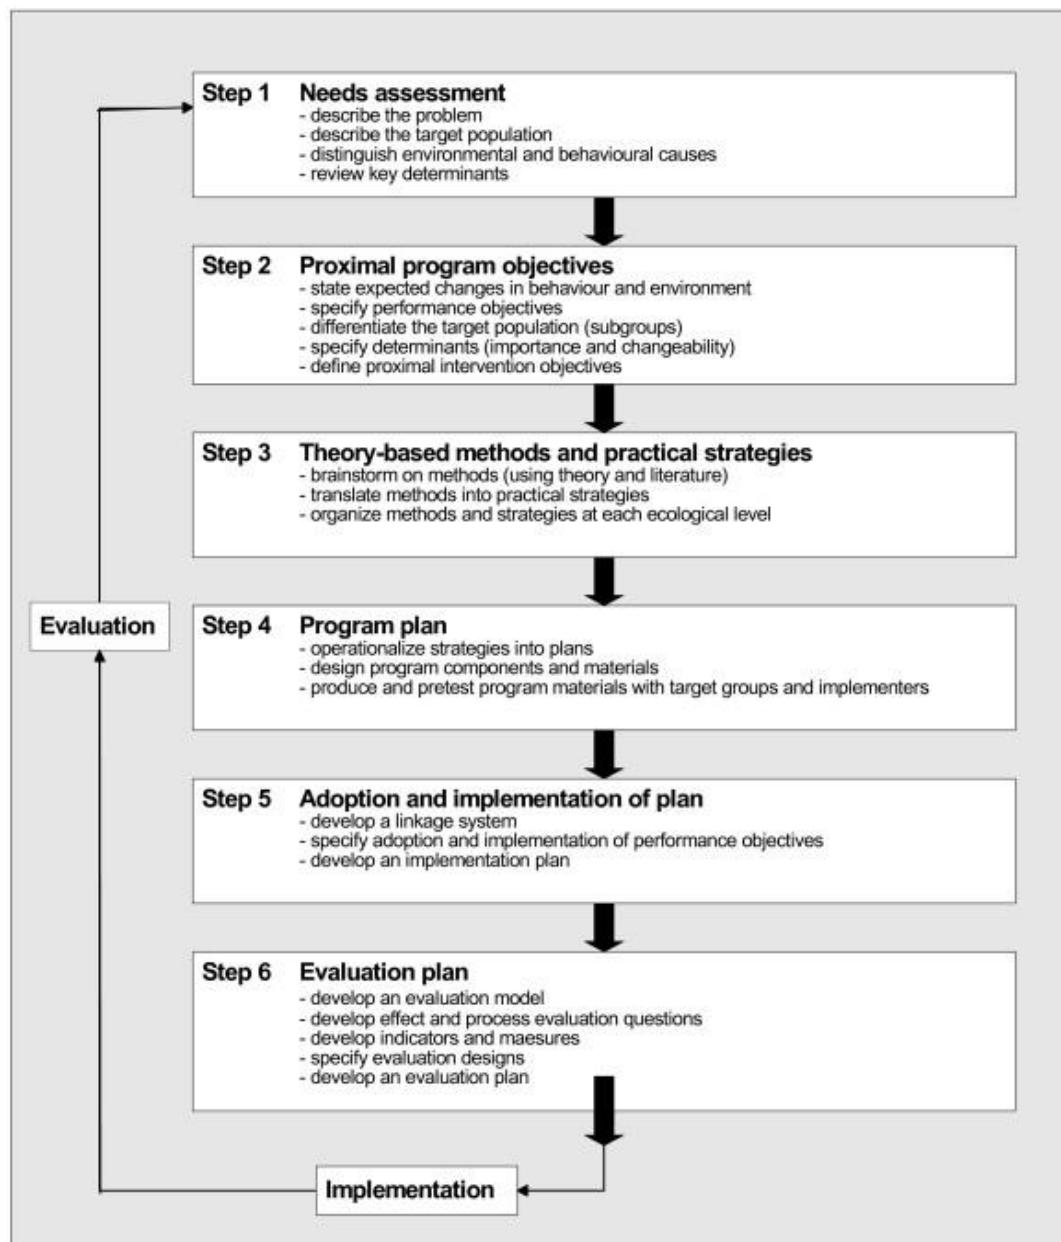 Step 1 Needs assessment
- describe the problem
- describe the target population
- distinguish environmental and behavioural causes
- review key determinants
Step 2 Proximal program objectives
- state expected changes in behaviour and environment
- specify performance objectives
- differentiate the target population (subgroups)
- specify determinants (importance and changeability)
- define proximal intervention objectives
Step 3 Theory-based methods and practical strategies
- brainstorm on methods (using theory and literature)
- translate methods into practical strategies
- organize methods and strategies at each ecological level
Evaluation
Step 4 Program plan
- operationalize strategies into plans
- design program components and materials
- produce and pretest program materials with target groups and implementers
Step 5 Adoption and implementation of plan
- develop a linkage system
- specify adoption and implementation of performance objectives
- develop an implementation plan
Step 6 Evaluation plan
- develop an evaluation model
- develop effect and process evaluation questions
- develop indicators and maesures
- specify evaluation designs
- develop an evaluation plan
Implementation